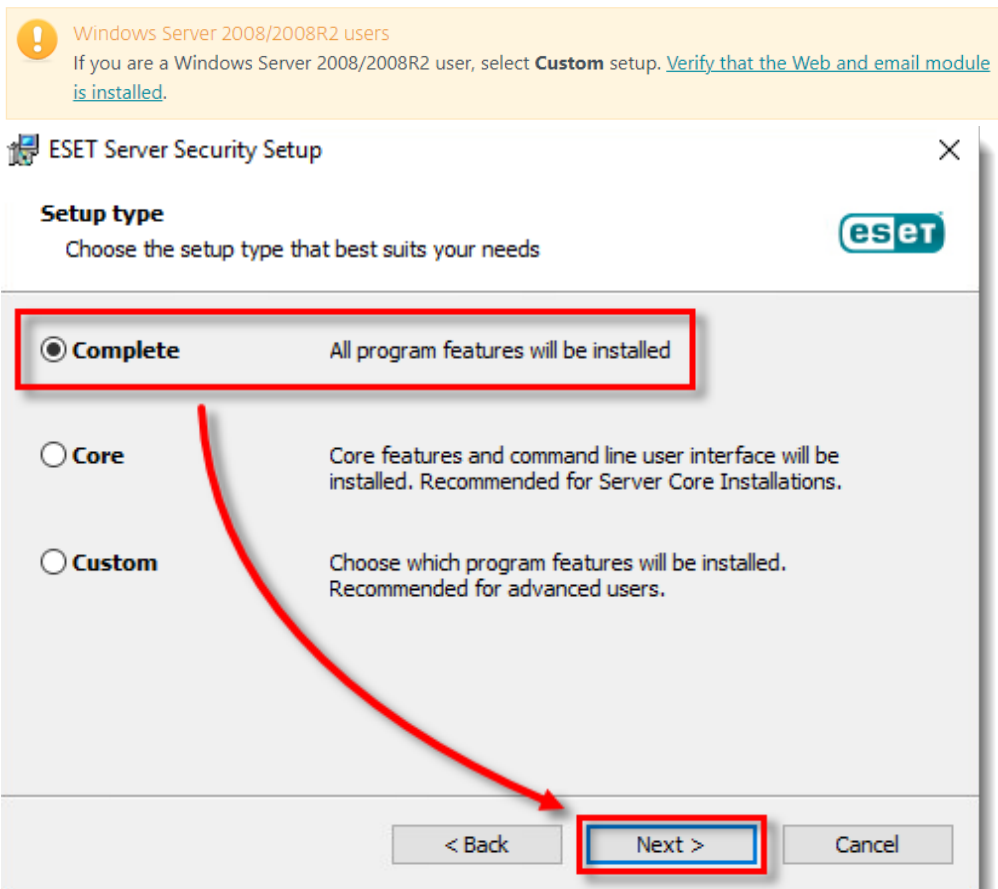 Windows Server 2008/2008R2 users
If you are a Windows Server 2008/2008R2 user, select Custom setup. Verify that the Web and email module
is installed.
ESET Server Security Setup
Setup type
Choose the setup type that best suits your needs
eseT
Complete All program features will be installed
Core Core features and command line user interface will be
installed. Recommended for Server Core Installations.
Custom Choose which program features will be installed.
Recommended for advanced users.
< Back Next > Cancel